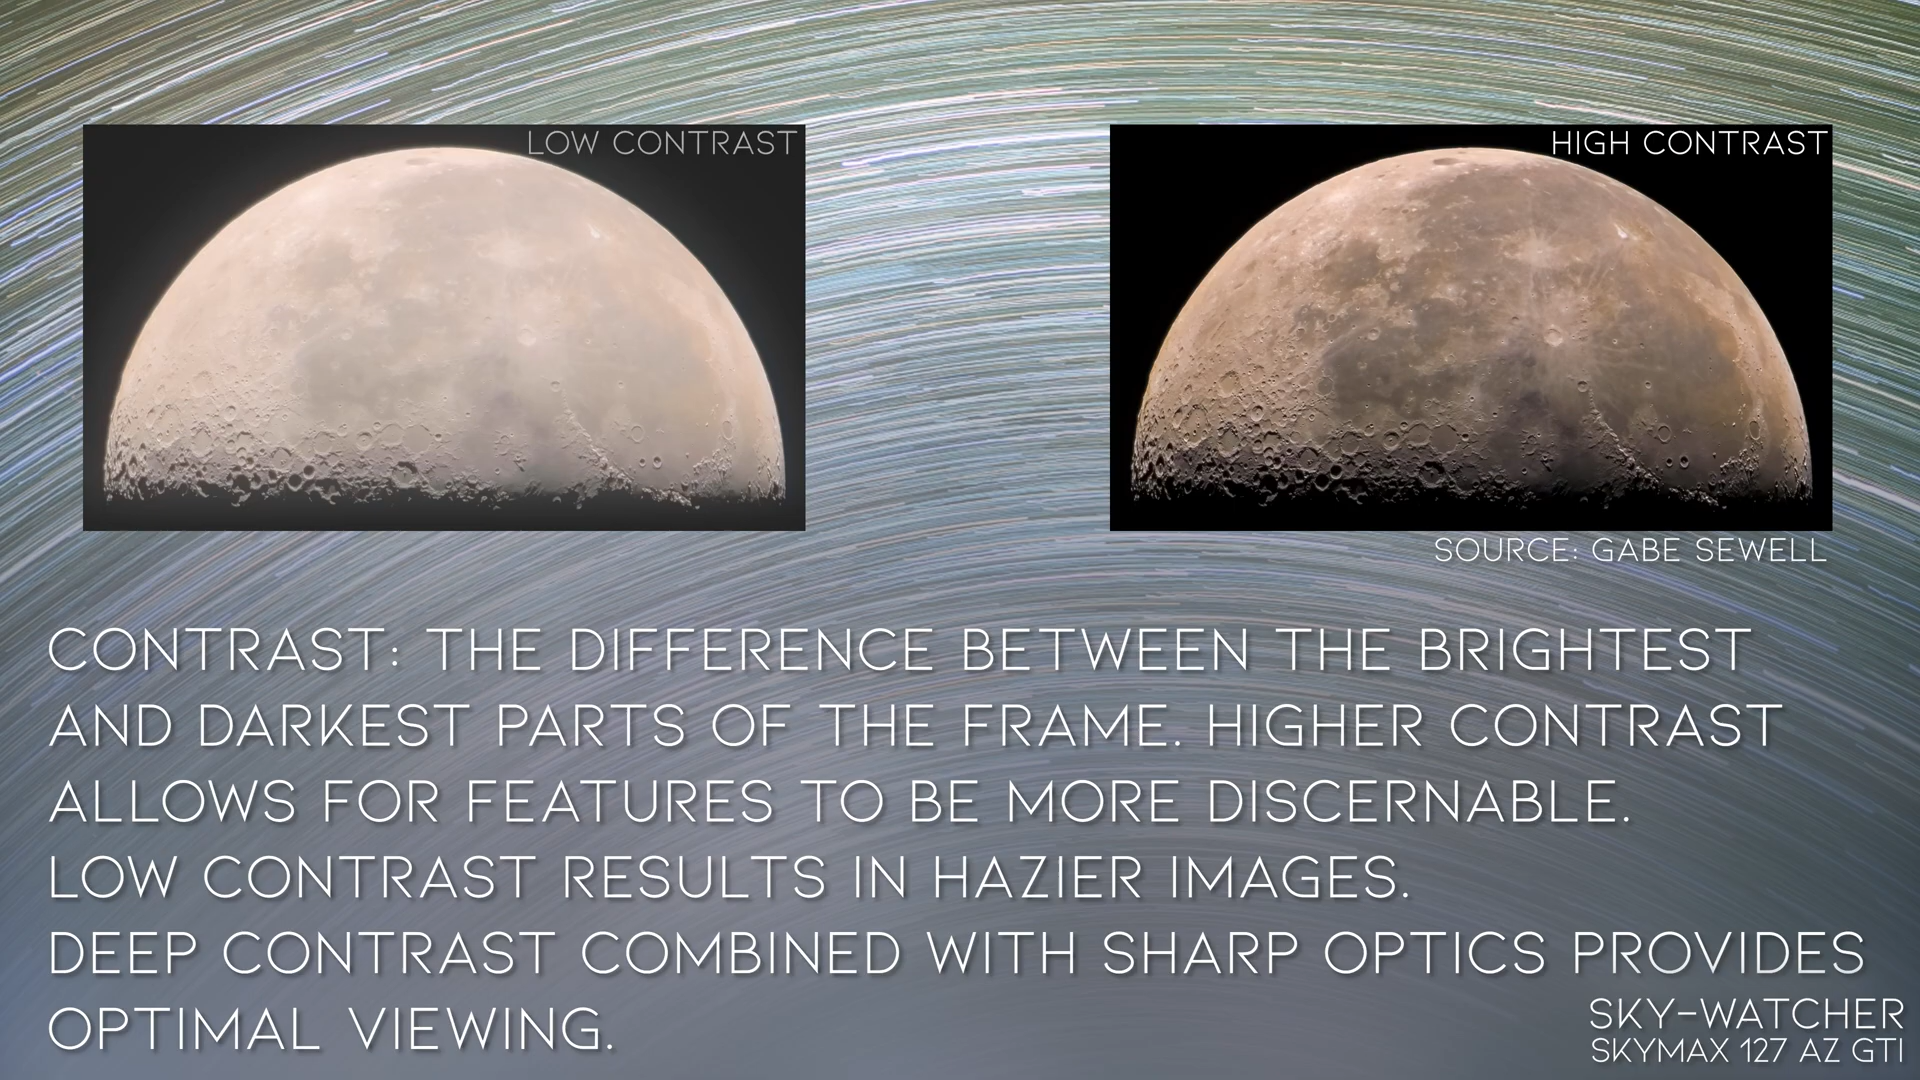 LOW CONTRAST
HIGH CONTRAST
SOURCE: GABE SEWELL
CONTRAST: THE DIFFERENCE BETWEEN THE BRIGHTEST
AND DARKEST PARTS OF THE FRAME. HIGHER CONTRAST
ALLOWS FOR FEATURES TO BE MORE DISCERNABLE.
LOW CONTRAST RESULTS IN HAZIER IMAGES.
DEEP CONTRAST COMBINED WITH SHARP OPTICS PROVIDES
OPTIMAL VIEWING.
SKY-WATCHER
SKYMAX 127 AZ GTI